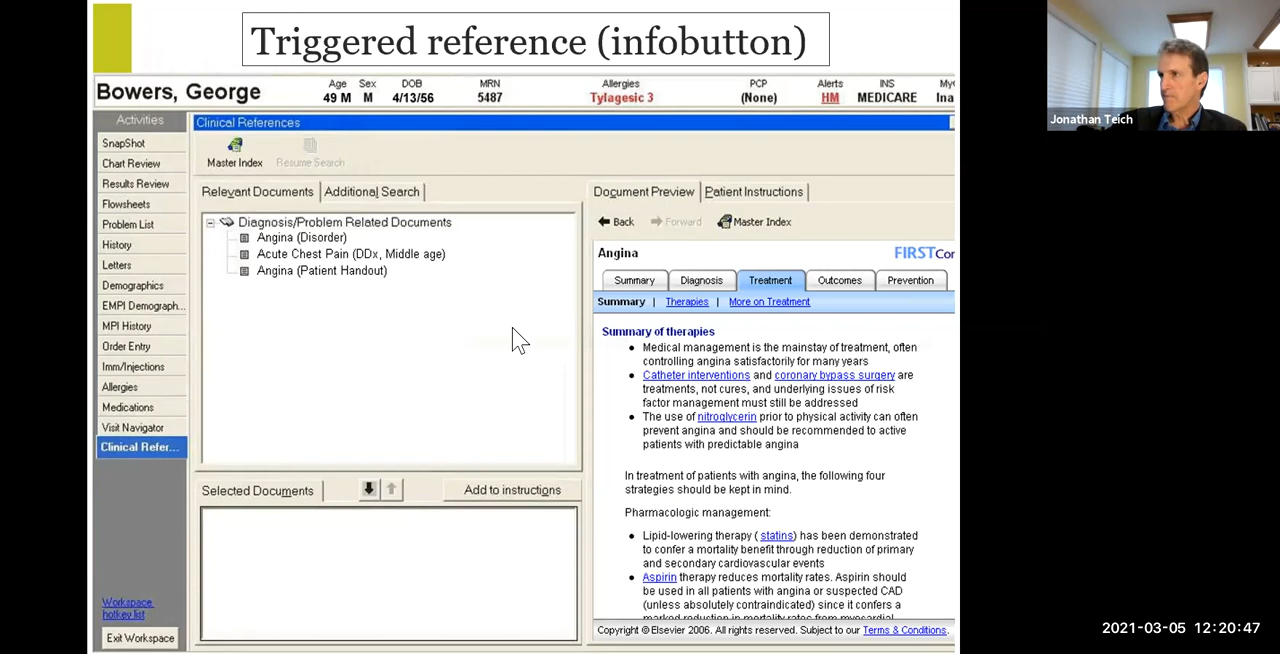 Triggered reference (infobutton)
Jonathan Teich
Bowers, George
Age Sex DOB MRN Allergies PCP Alerts INS My
49 M M 4/13/56 5487 Tylagesic 3 (None) HM MEDICARE Ina
Activities
SnapShot
Chart Review
Results Review
Flowsheets
Problem List
History
Letters
Demographics
EMPI Demograph...
MPI History
Order Entry
Imm/Injections
Allergies
Medications
Visit Navigator
Clinical Refer...
Workspace
hotkey list
Exit Workspace
Clinical References
Master Index Resume Search
Relevant Documents Additional Search
Diagnosis/Problem Related Documents
Angina (Disorder)
Acute Chest Pain (DDx, Middle age)
Angina (Patient Handout)
Selected Documents Add to instructions
Document Preview Patient Instructions
Back Forward Master Index
Angina FIRSTCon
Summary Diagnosis Treatment Outcomes Prevention
Summary | Therapies | More on Treatment
Summary of therapies
• Medical management is the mainstay of treatment, often
controlling angina satisfactorily for many years
• Catheter interventions and coronary bypass surgery are
treatments, not cures, and underlying issues of risk
factor management must still be addressed
• The use of nitroglycerin prior to physical activity can often
prevent angina and should be recommended to active
patients with predictable angina
In treatment of patients with angina, the following four
strategies should be kept in mind.
Pharmacologic management:
• Lipid-lowering therapy ( statins) has been demonstrated
to confer a mortality benefit through reduction of primary
and secondary cardiovascular events
• Aspirin therapy reduces mortality rates. Aspirin should
be used in all patients with angina or suspected CAD
(unless absolutely contraindicated) since it confers a
marked reduction in mortality from myocardial
Copyright © Elsevier 2006. All rights reserved. Subject to our Terms & Conditions.
2021-03-05 12:20:47